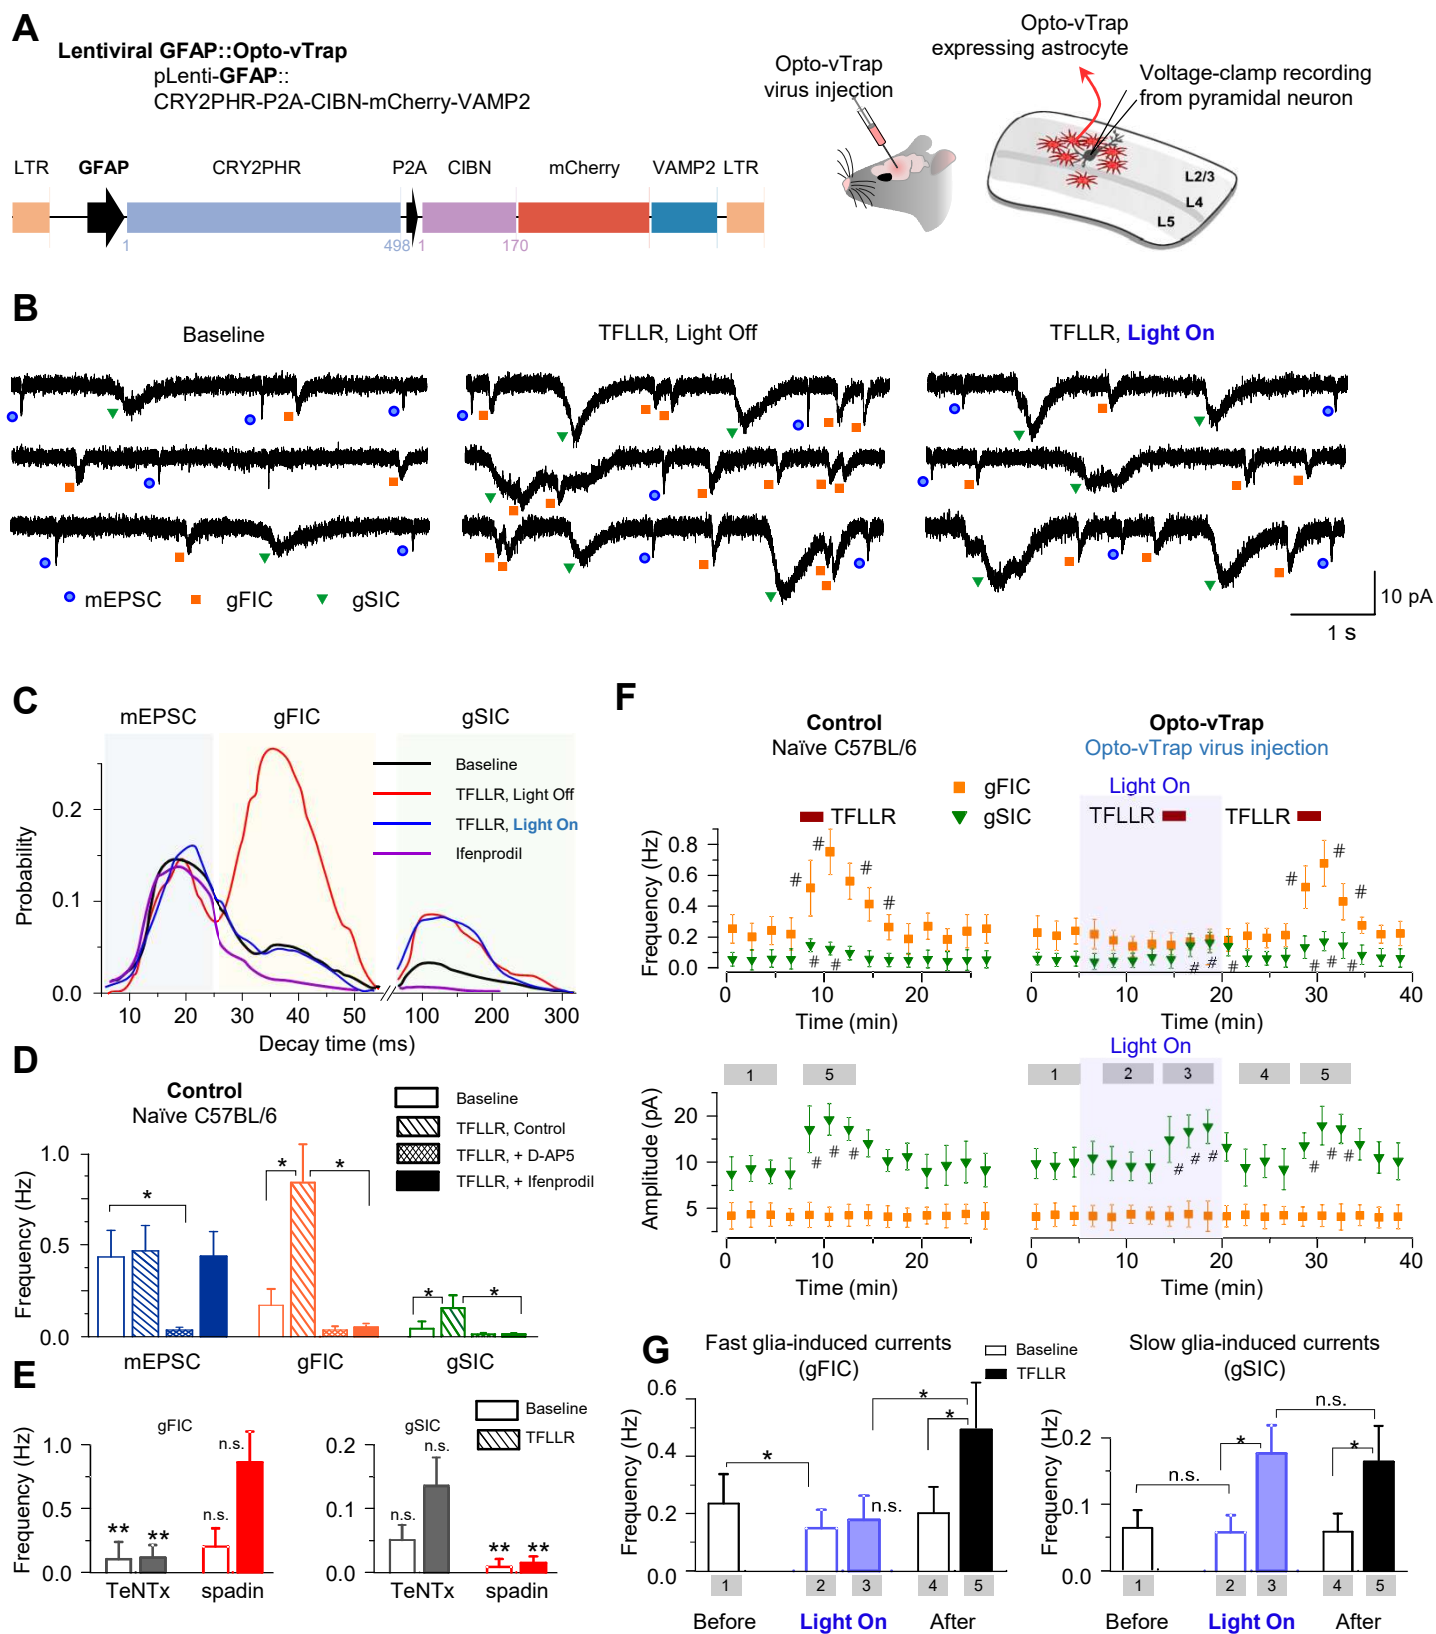 A
Lentiviral GFAP::Opto-vTrap
pLenti-GFAP::
CRY2PHR-P2A-CIBN-mCherry-VAMP2
LTR GFAP CRY2PHR P2A CIBN mCherry VAMP2 LTR
1 498 1 170
Opto-vTrap
virus injection
Opto-vTrap
expressing astrocyte
Voltage-clamp recording
from pyramidal neuron
L2/3
L4
L5
B
Baseline
TFLLR, Light Off
TFLLR, Light On
mEPSC gFIC gSIC
10 pA
1 s
C
mEPSC gFIC gSIC
Baseline
TFLLR, Light Off
TFLLR, Light On
Ifenprodil
Probability
0.2
0.1
0.0
10 20 30 40 50 100 200 300
Decay time (ms)
D
Control
Naïve C57BL/6
Baseline
TFLLR, Control
TFLLR, + D-AP5
TFLLR, + Ifenprodil
Frequency (Hz)
1.0
0.5
0.0
* * * * *
mEPSC gFIC gSIC
E
gFIC
Frequency (Hz)
1.0
0.5
0.0
** ** n.s. n.s.
TeNTx spadin
gSIC
0.2
0.1
0.0
n.s. n.s. ** **
TeNTx spadin
Baseline
TFLLR
F
Control
Naïve C57BL/6
Opto-vTrap
Opto-vTrap virus injection
gFIC
gSIC
Light On
TFLLR TFLLR TFLLR
Frequency (Hz)
0.8
0.6
0.4
0.2
0.0
# # # # # #
# # # # # # # # #
0 10 20
Time (min)
0 10 20 30 40
Time (min)
Light On
1 5 1 2 3 4 5
Amplitude (pA)
20
10
5
# # # # # # # # #
0 10 20
Time (min)
0 10 20 30 40
Time (min)
G
Fast glia-induced currents
(gFIC)
Baseline
TFLLR
Frequency (Hz)
0.6
0.4
0.2
0.0
* n.s. * *
1 2 3 4 5
Before Light On After
Slow glia-induced currents
(gSIC)
Frequency (Hz)
0.2
0.1
0.0
n.s. * n.s. *
1 2 3 4 5
Before Light On After